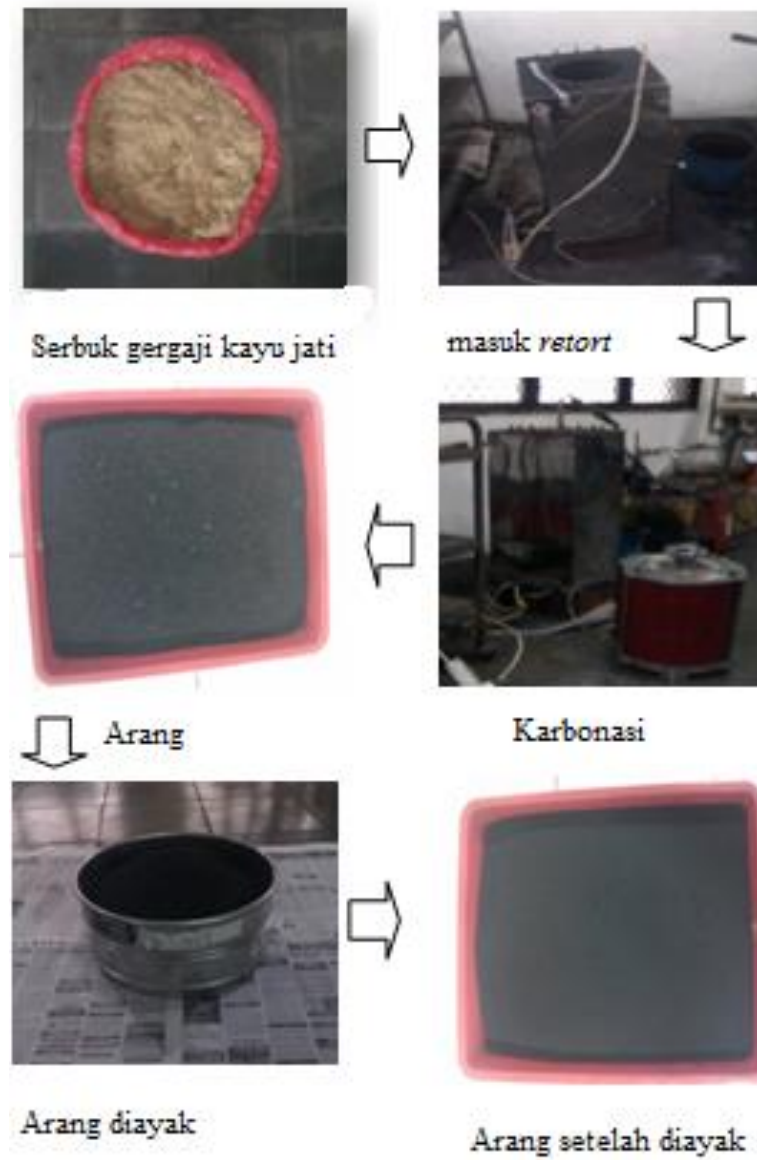 Serbuk gergaji kayu jati
masuk retort
Arang
Karbonasi
Arang diayak
Arang setelah diayak